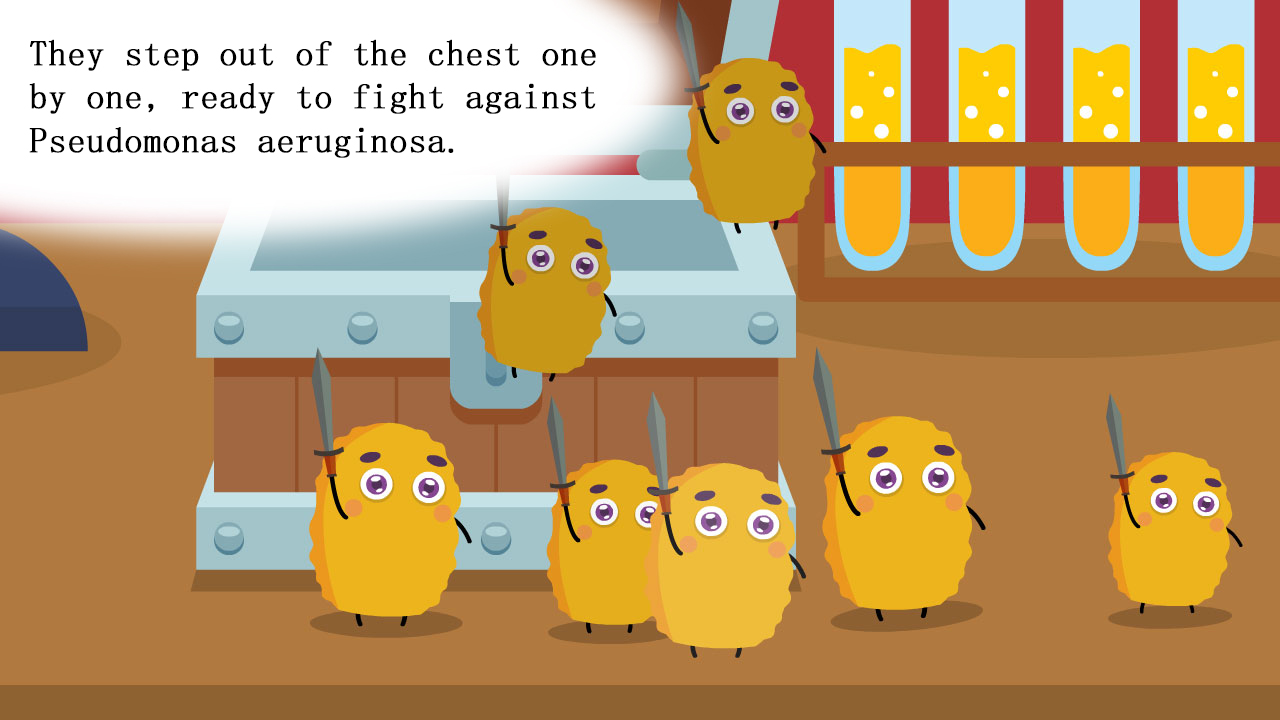 They step out of the chest one
by one, ready to fight against
Pseudomonas aeruginosa.